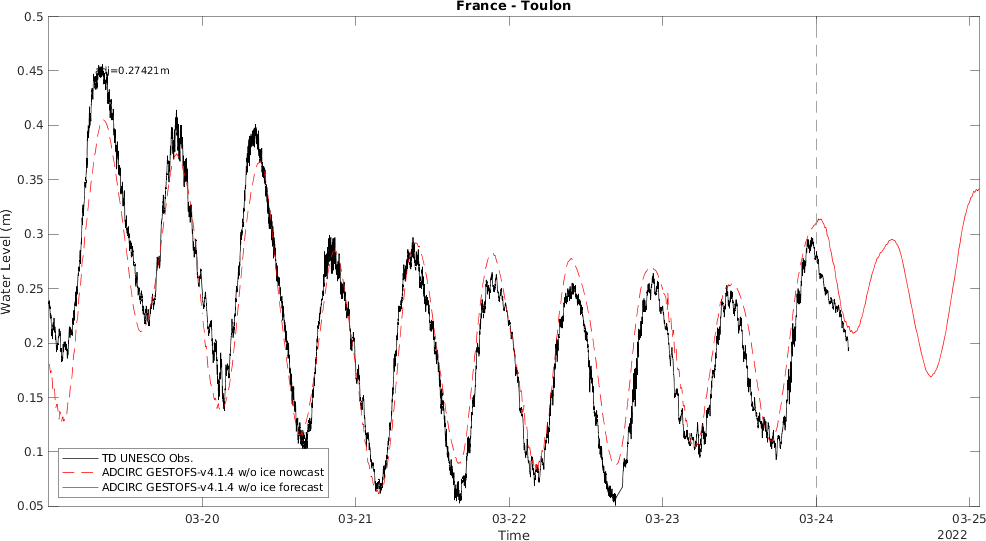 France - Toulon
Water Level (m)
0.5
0.45
0.4
0.35
0.3
0.25
0.2
0.15
0.1
0.05
=0.27421m
TD UNESCO Obs.
ADCIRC GESTOFS-v4.1.4 w/o ice nowcast
ADCIRC GESTOFS-v4.1.4 w/o ice forecast
03-20
03-21
03-22
03-23
03-24
03-25
Time
2022